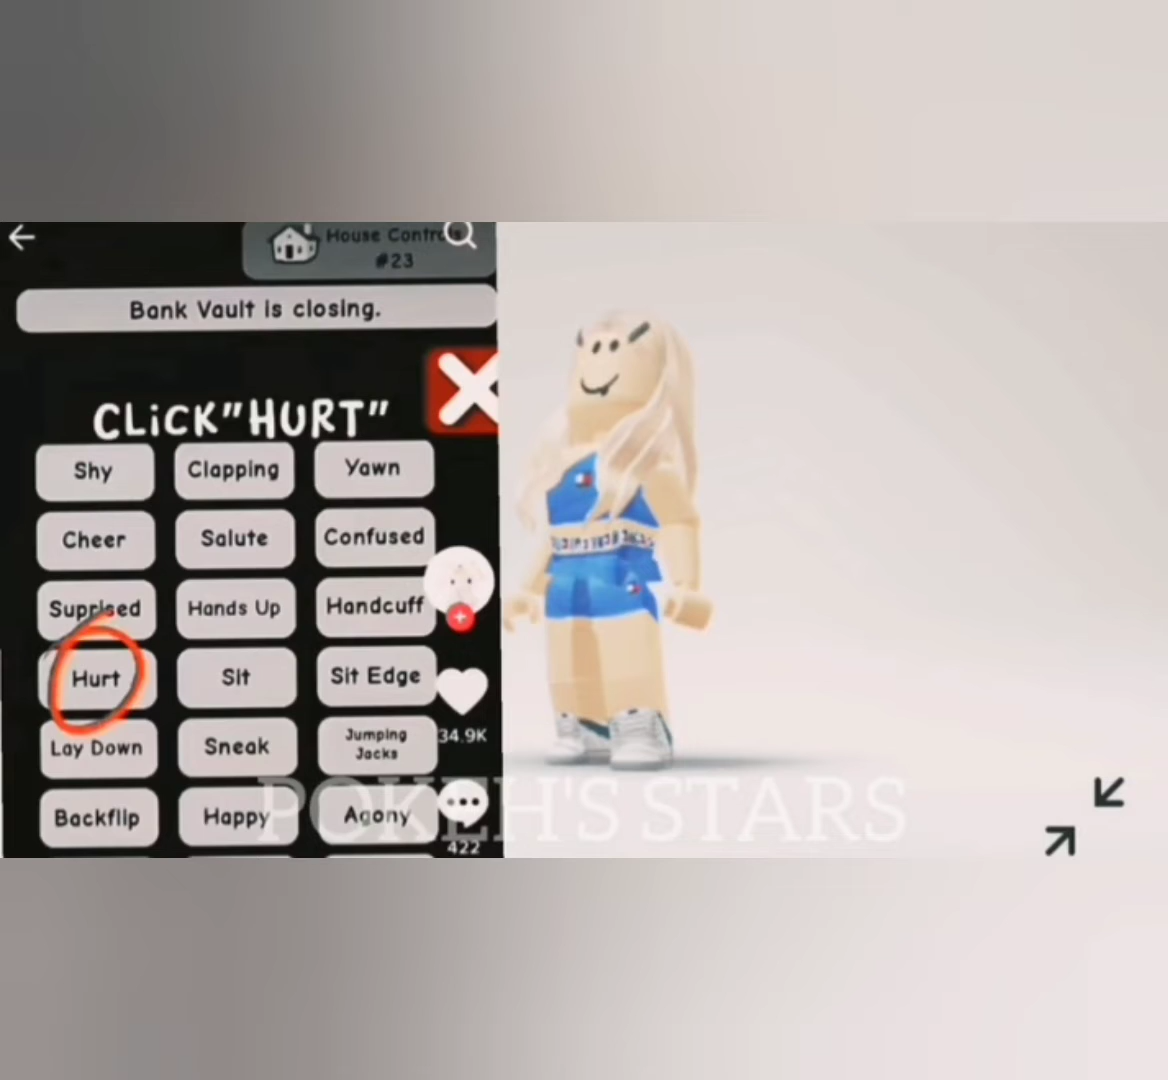 House Contr
#23
Bank Vault is closing.
CLiCK"HURT"
Shy Clapping Yawn
Cheer Salute Confused
Suprised Hands Up Handcuff
Hurt Sit Sit Edge
34.9K
Lay Down Sneak Jumping Jacks
Backflip Happy Agony
POKEH'S STARS
422